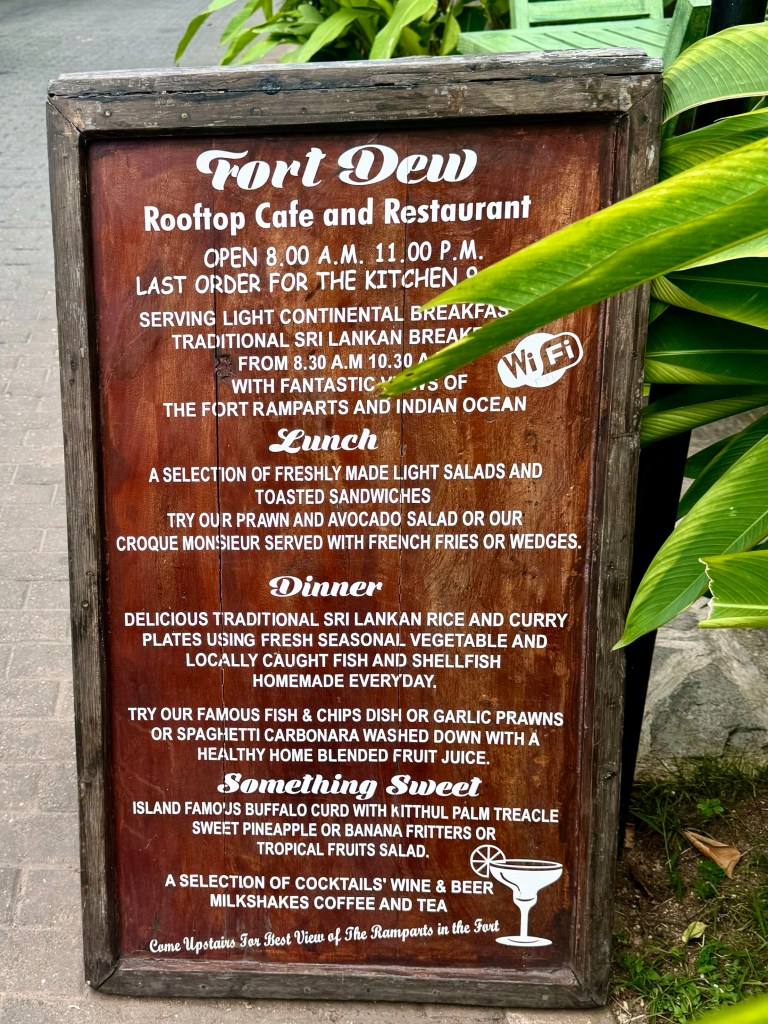 Fort Dew
Rooftop Cafe and Restaurant
OPEN 8.00 A.M. 11.00 P.M.
LAST ORDER FOR THE KITCHEN
SERVING LIGHT CONTINENTAL BREAKFAS
TRADITIONAL SRI LANKAN BREAKF
FROM 8.30 A.M 10.30 A
WiFi
WITH FANTASTIC VIEWS OF
THE FORT RAMPARTS AND INDIAN OCEAN
Lunch
A SELECTION OF FRESHLY MADE LIGHT SALADS AND
TOASTED SANDWICHES
TRY OUR PRAWN AND AVOCADO SALAD OR OUR
CROQUE MONSIEUR SERVED WITH FRENCH FRIES OR WEDGES.
Dinner
DELICIOUS TRADITIONAL SRI LANKAN RICE AND CURRY
PLATES USING FRESH SEASONAL VEGETABLE AND
LOCALLY CAUGHT FISH AND SHELLFISH
HOMEMADE EVERYDAY.
TRY OUR FAMOUS FISH & CHIPS DISH OR GARLIC PRAWNS
OR SPAGHETTI CARBONARA WASHED DOWN WITH A
HEALTHY HOME BLENDED FRUIT JUICE.
Something Sweet
ISLAND FAMOUS BUFFALO CURD WITH KITTHUL PALM TREACLE
SWEET PINEAPPLE OR BANANA FRITTERS OR
TROPICAL FRUITS SALAD.
A SELECTION OF COCKTAILS' WINE & BEER
MILKSHAKES COFFEE AND TEA
Come Upstairs For Best View of The Ramparts in the Fort